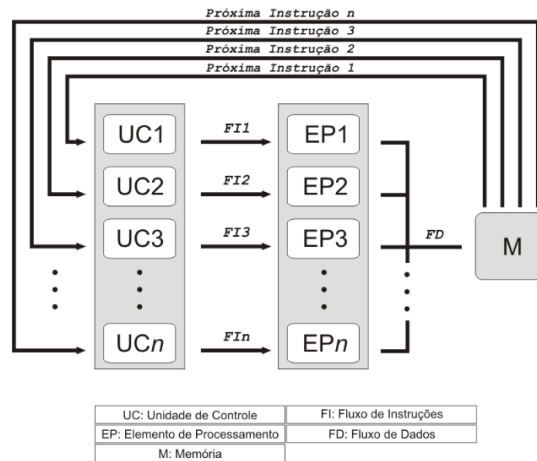 Próxima Instrução n
Próxima Instrução 3
Próxima Instrução 2
Próxima Instrução 1
UC1 FI1 EP1
UC2 FI2 EP2
UC3 FI3 EP3 FD M
UCn FIn EPn
UC: Unidade de Controle FI: Fluxo de Instruções
EP: Elemento de Processamento FD: Fluxo de Dados
M: Memória